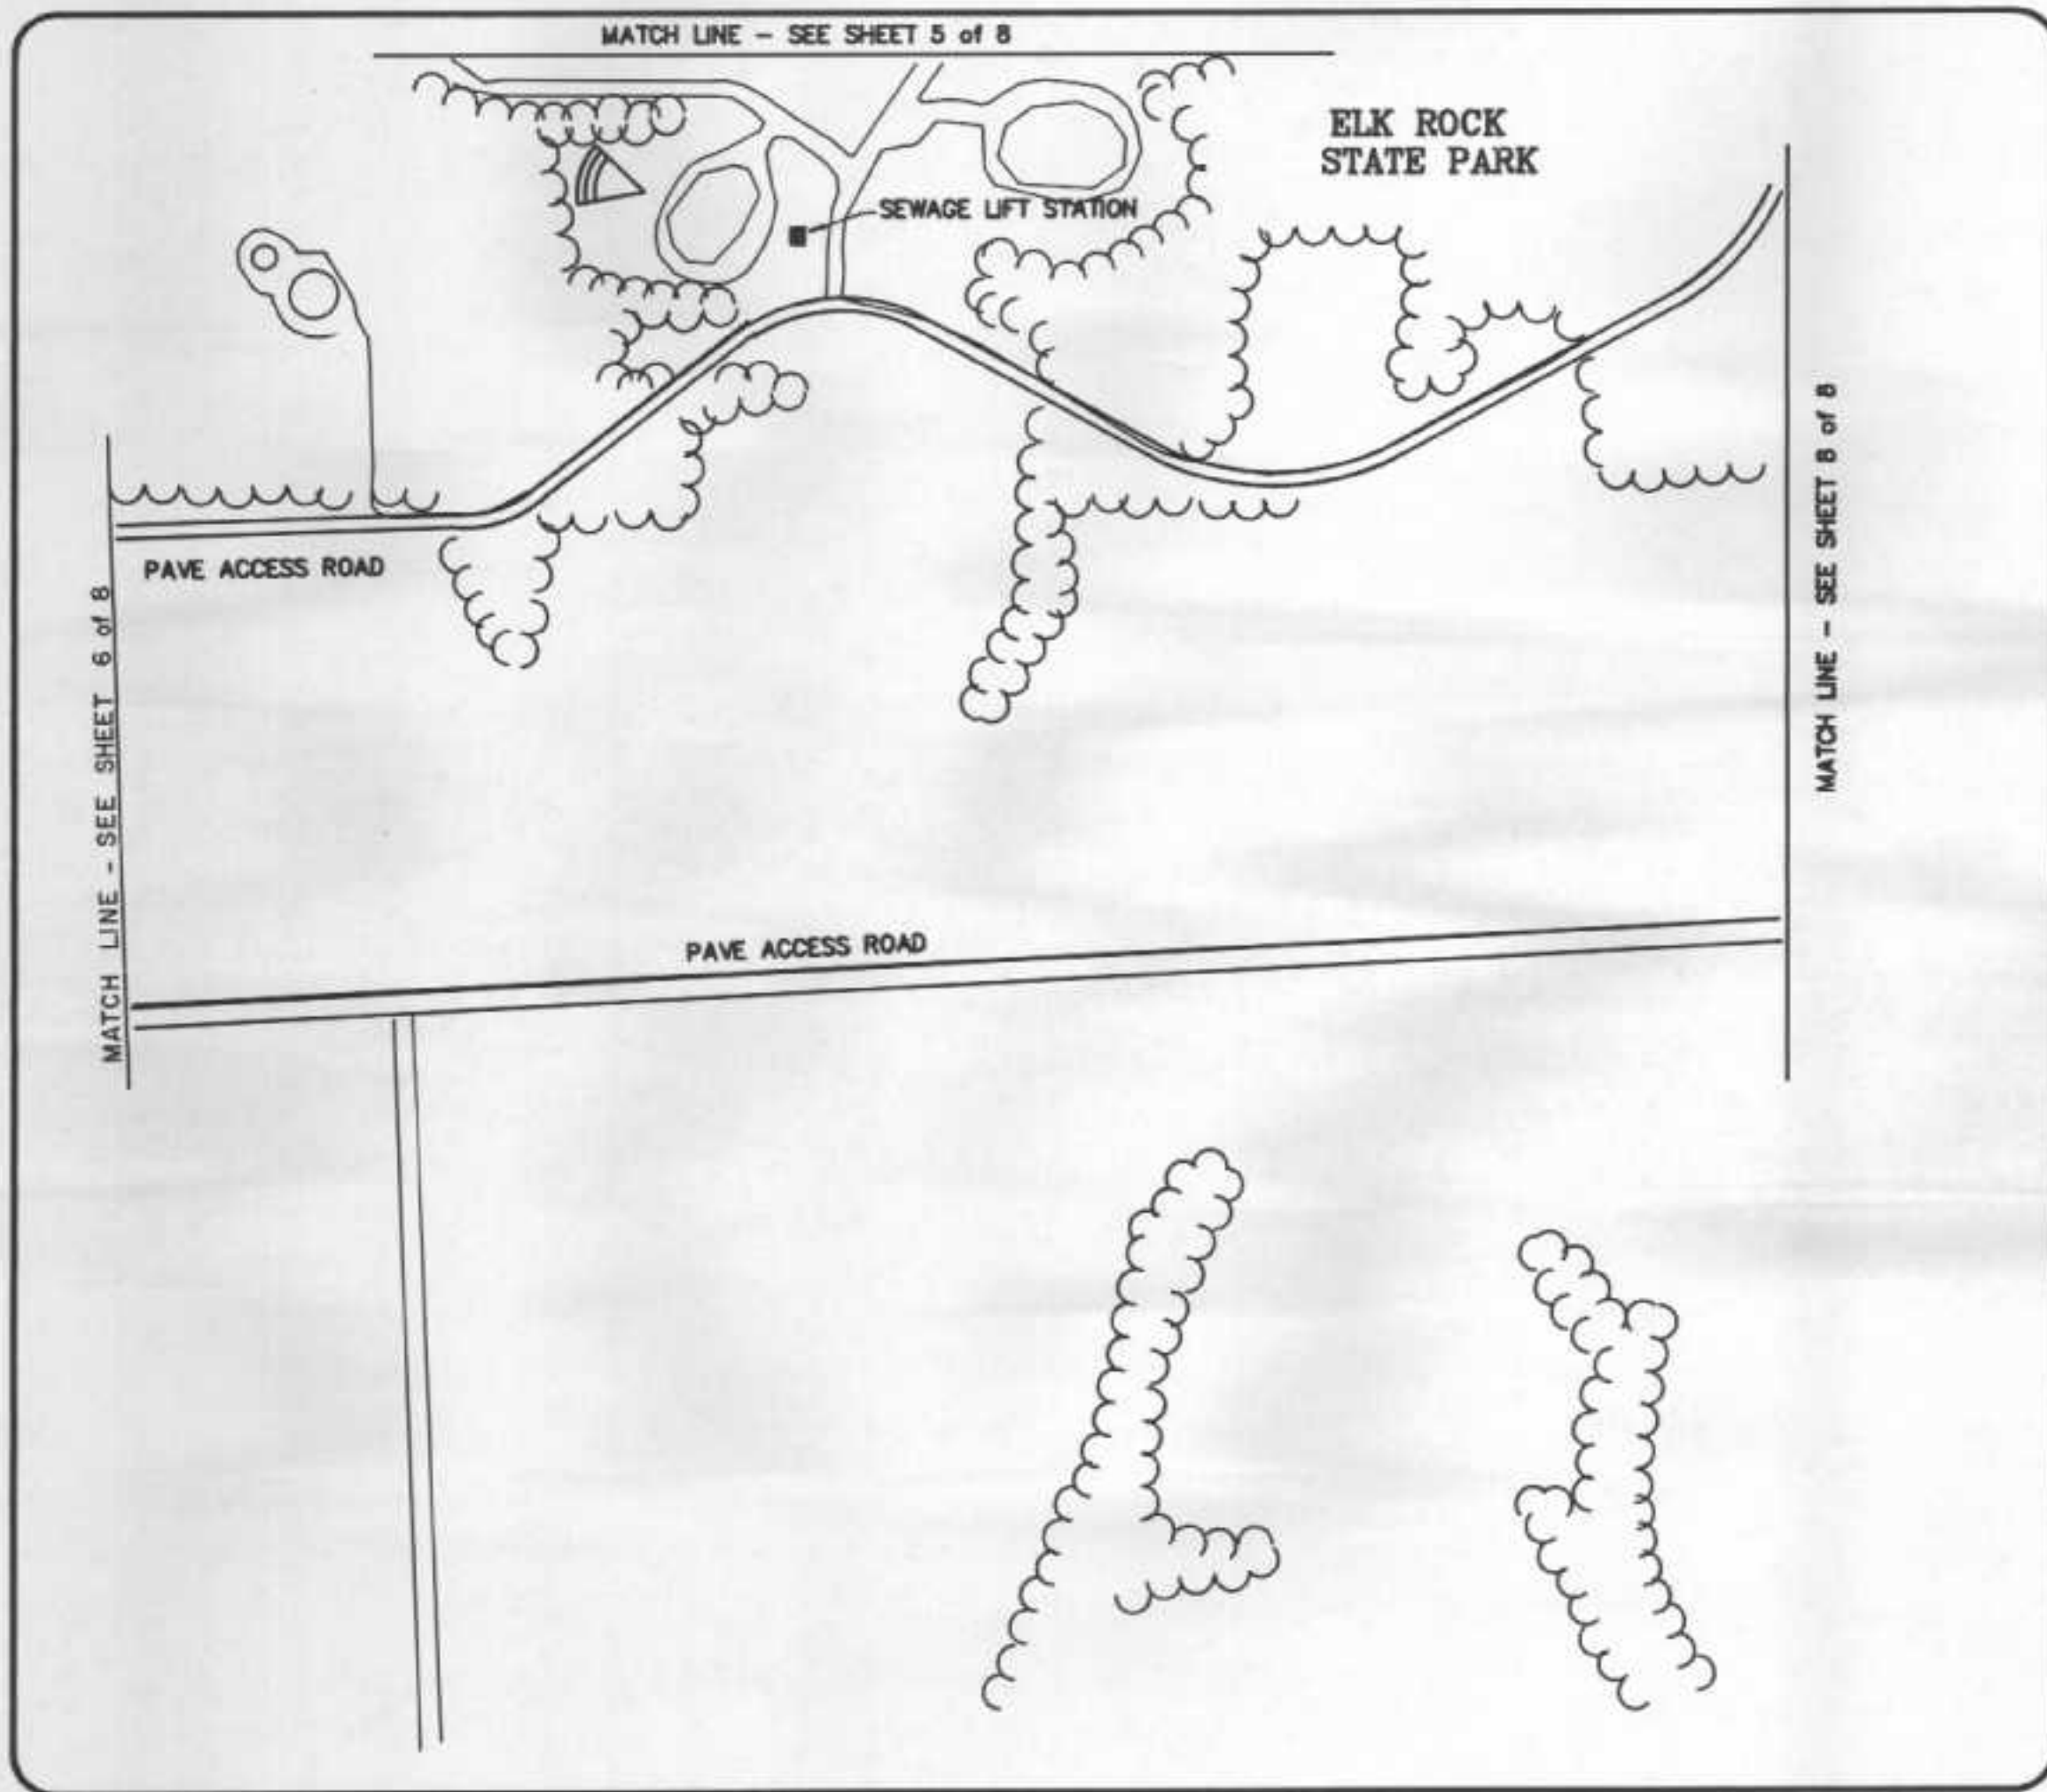 MATCH LINE - SEE SHEET 5 of 8
ELK ROCK
STATE PARK
SEWAGE LIFT STATION
PAVE ACCESS ROAD
MATCH LINE - SEE SHEET 6 of 8
MATCH LINE - SEE SHEET 8 of 8
PAVE ACCESS ROAD